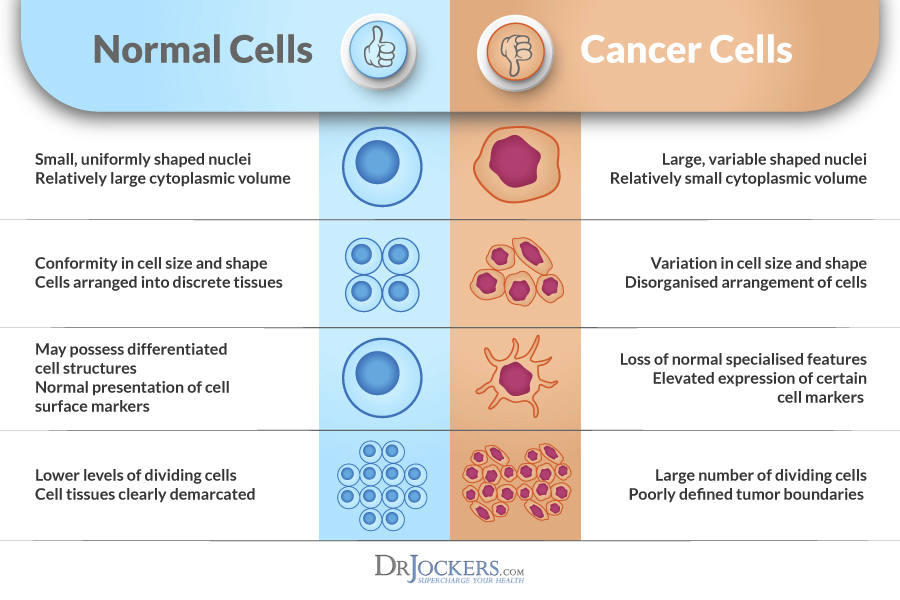 Normal Cells
Cancer Cells
Small, uniformly shaped nuclei
Relatively large cytoplasmic volume
Large, variable shaped nuclei
Relatively small cytoplasmic volume
Conformity in cell size and shape
Cells arranged into discrete tissues
Variation in cell size and shape
Disorganised arrangement of cells
May possess differentiated
cell structures
Normal presentation of cell
surface markers
Loss of normal specialised features
Elevated expression of certain
cell markers
Lower levels of dividing cells
Cell tissues clearly demarcated
Large number of dividing cells
Poorly defined tumor boundaries
DRJOCKERS.COM
SUPERCHARGE YOUR HEALTH